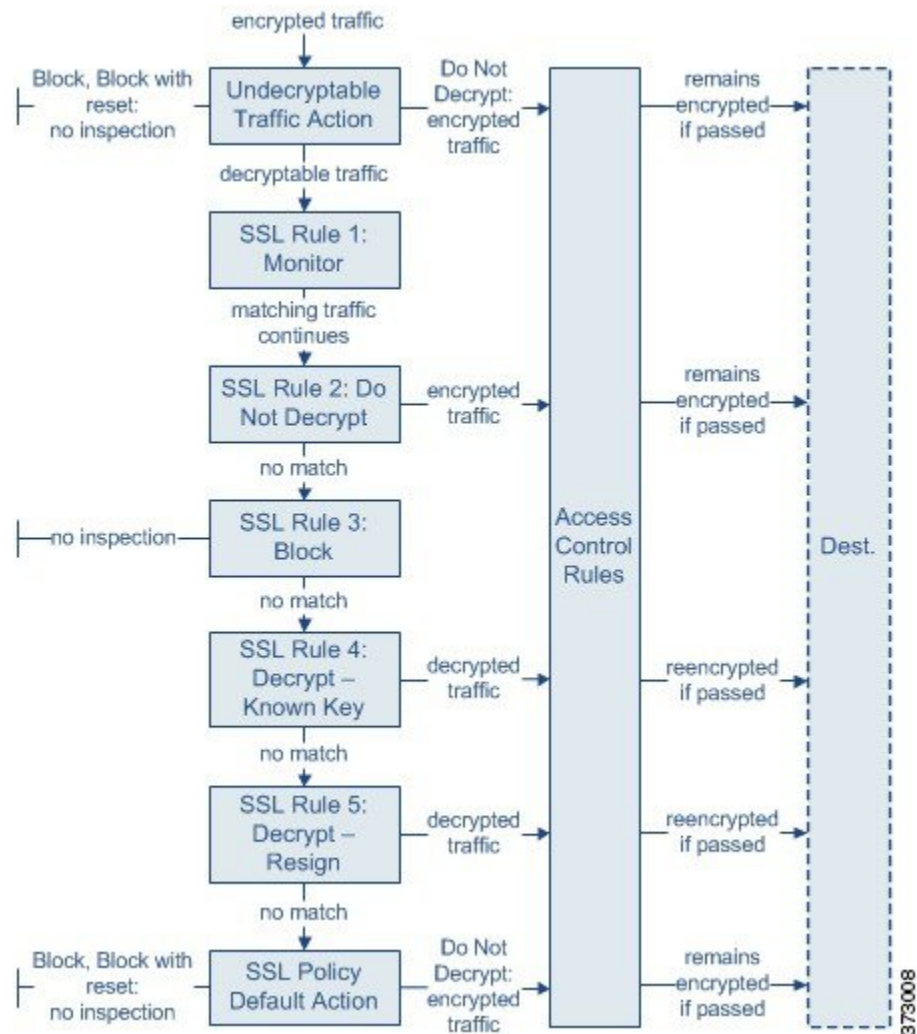 encrypted traffic
Block, Block with
reset:
no inspection
Undecryptable
Traffic Action
Do Not
Decrypt:
encrypted
traffic
remains
encrypted
if passed
decryptable traffic
SSL Rule 1:
Monitor
matching traffic
continues
SSL Rule 2: Do
Not Decrypt
encrypted
traffic
remains
encrypted
if passed
no match
SSL Rule 3:
Block
no inspection
Access
Control
Rules
Dest.
no match
SSL Rule 4:
Decrypt –
Known Key
decrypted
traffic
reencrypted
if passed
no match
SSL Rule 5:
Decrypt –
Resign
decrypted
traffic
reencrypted
if passed
no match
Block, Block with
reset:
no inspection
SSL Policy
Default Action
Do Not
Decrypt:
encrypted
traffic
remains
encrypted
if passed
73008